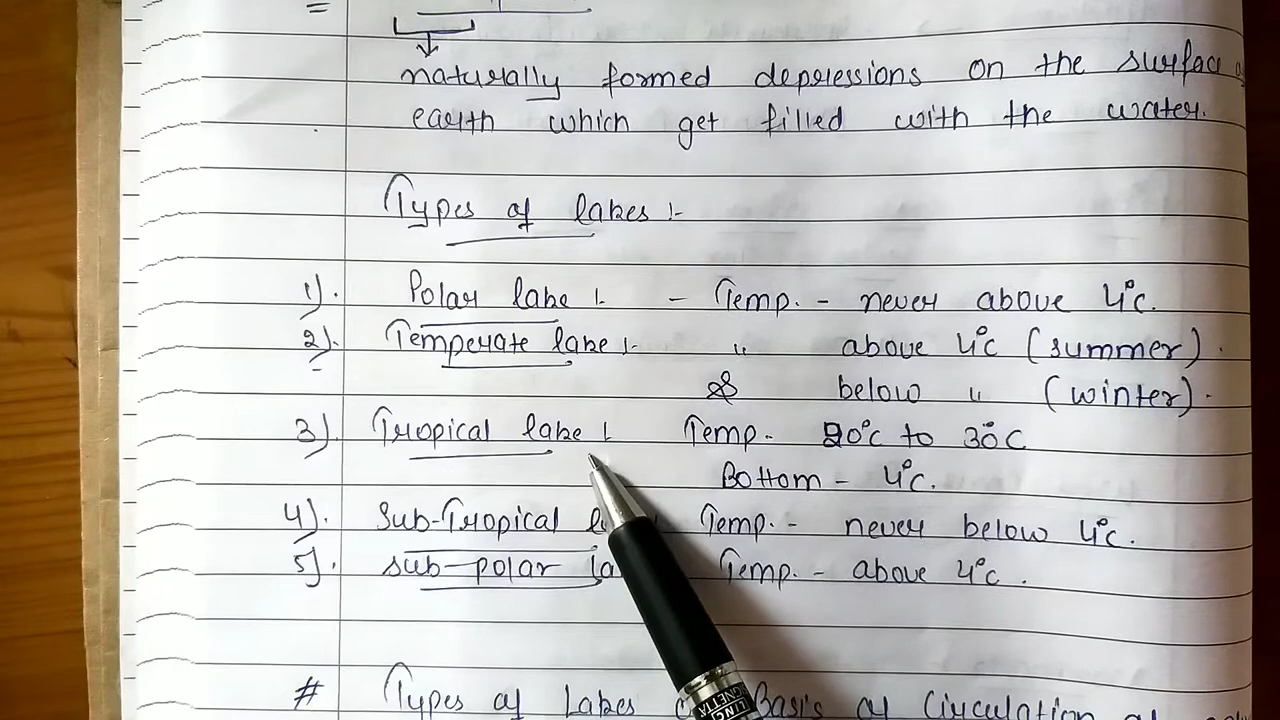 naturally formed depressions on the surface
earth which get filled with the water.
Types of lakes :-
1). Polar lake :- - Temp. - never above 4°c.
2). Temperate lake :- " above 4°c (summer).
& below " (winter).
3). Tropical lake :- Temp- 20°c to 30°C
Bottom - 4°c.
4). Sub-Tropical Temp. - never below 4°c.
5). sub-polar Temp. - above 4°c.
# Types of Lakes Basis of Circulation of